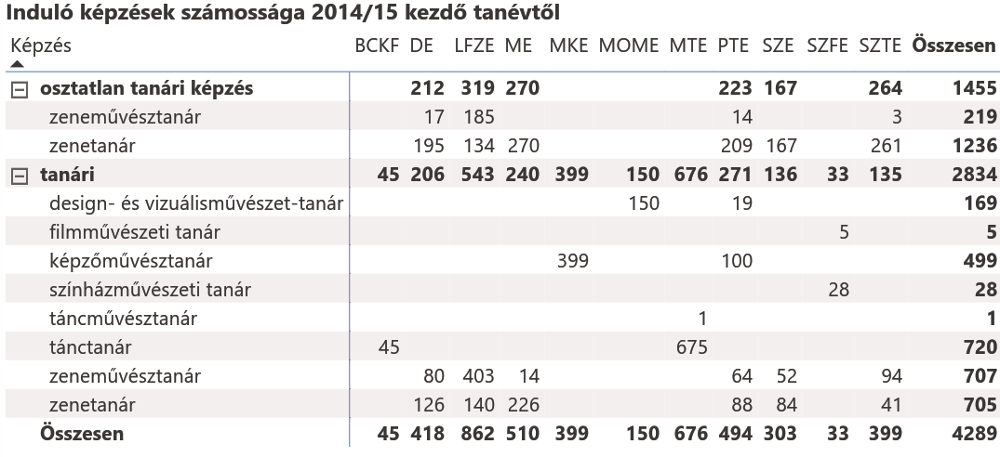 Induló képzések számossága 2014/15 kezdő tanévtől
Képzés BCKF DE LFZE ME MKE MOME MTE PTE SZE SZFE SZTE Összesen
osztatlan tanári képzés 212 319 270 223 167 264 1455
zeneművésztanár 17 185 14 3 219
zenetanár 195 134 270 209 167 261 1236
tanári 45 206 543 240 399 150 676 271 136 33 135 2834
design- és vizuálisművészet-tanár 150 19 169
filmművészeti tanár 5 5
képzőművésztanár 399 100 499
színházművészeti tanár 28 28
táncművésztanár 1 1
tánctanár 45 675 720
zeneművésztanár 80 403 14 64 52 94 707
zenetanár 126 140 226 88 84 41 705
Összesen 45 418 862 510 399 150 676 494 303 33 399 4289